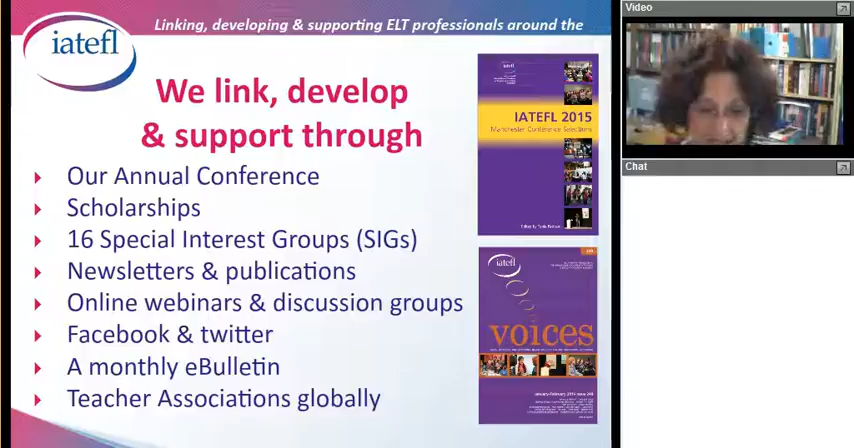 iatefl
Linking, developing & supporting ELT professionals around the
We link, develop
& support through
Our Annual Conference
Scholarships
16 Special Interest Groups (SIGs)
Newsletters & publications
Online webinars & discussion groups
Facebook & twitter
A monthly eBulletin
Teacher Associations globally
IATEFL 2015
Manchester Conference Selections
iatefl
voices
Video
Chat